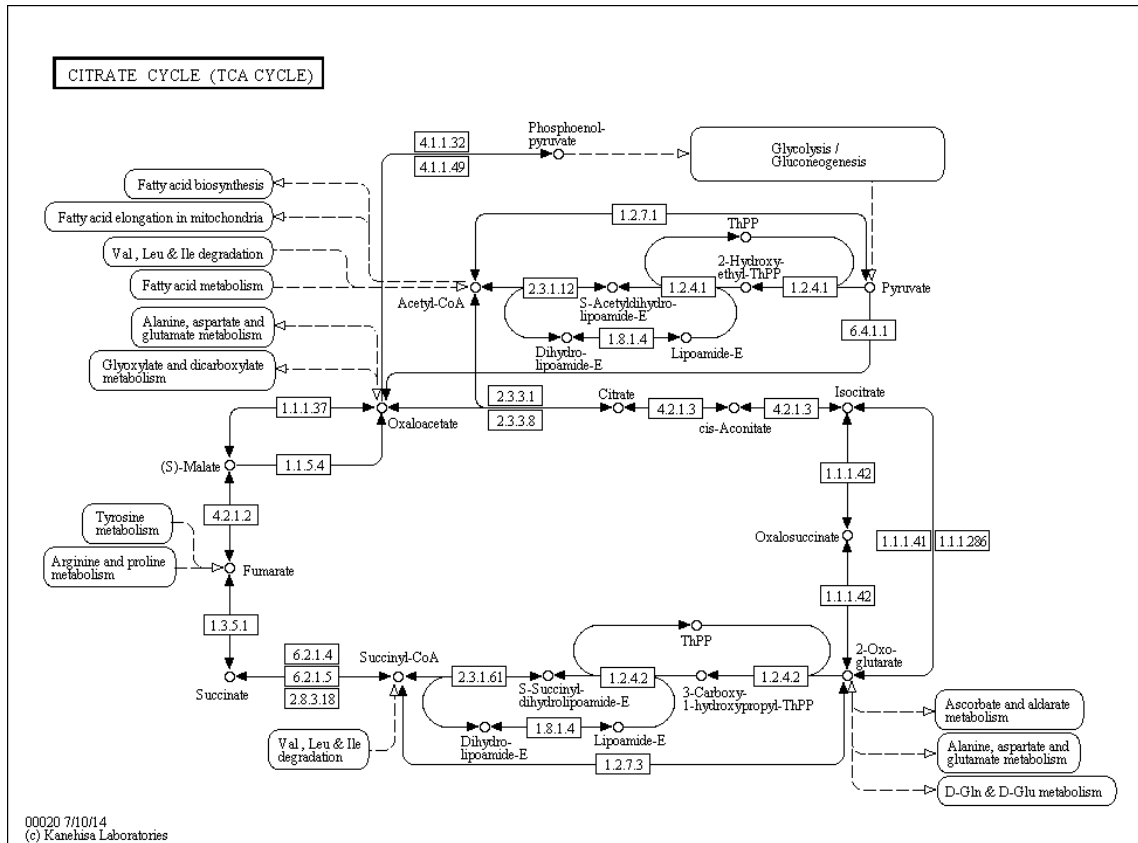 CITRATE CYCLE (TCA CYCLE)
Phosphoenol-
pyruvate
4.1.1.32
4.1.1.49
Glycolysis /
Gluconeogenesis
Fatty acid biosynthesis
Fatty acid elongation in mitochondria
Val , Leu & Ile degradation
Fatty acid metabolism
1.2.7.1
ThPP
2-Hydroxy-
ethyl-ThPP
Acetyl-CoA
2.3.1.12
S-Acetyldihydro-
lipoamide-E
1.2.4.1
1.2.4.1
Pyruvate
Alanine, aspartate and
glutamate metabolism
Dihydro-
lipoamide-E
1.8.1.4
Lipoamide-E
6.4.1.1
Glyoxylate and dicarboxylate
metabolism
1.1.1.37
Oxaloacetate
2.3.3.1
2.3.3.8
Citrate
4.2.1.3
cis-Aconitate
4.2.1.3
Isocitrate
(S)-Malate
1.1.5.4
1.1.1.42
4.2.1.2
Tyrosine
metabolism
Oxalosuccinate
1.1.1.41
1.1.1.286
Arginine and proline
metabolism
Fumarate
1.1.1.42
1.3.5.1
ThPP
6.2.1.4
6.2.1.5
2.8.3.18
Succinate
Succinyl-CoA
2.3.1.61
S-Succinyl-
dihydrolipoamide-E
1.2.4.2
3-Carboxy-
1-hydroxypropyl-ThPP
1.2.4.2
2-Oxo-
glutarate
Val , Leu & Ile
degradation
Dihydro-
lipoamide-E
1.8.1.4
Lipoamide-E
1.2.7.3
Ascorbate and aldarate
metabolism
Alanine, aspartate and
glutamate metabolism
D-Gln & D-Glu metabolism
00020 7/10/14
(c) Kanehisa Laboratories